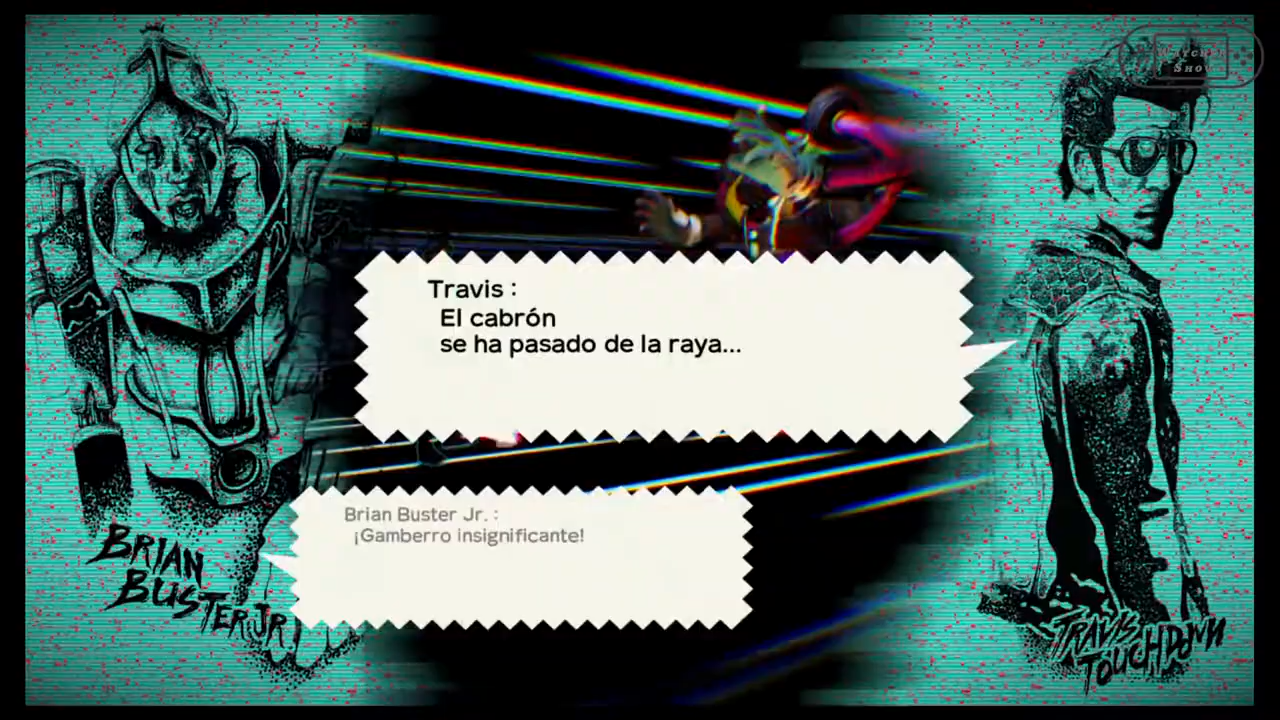 Travis :
El cabrón
se ha pasado de la raya...
Brian Buster Jr. :
¡Gamberro insignificante!
BRIAN
BUSTER JR.
TRAVIS
TOUCHDOWN